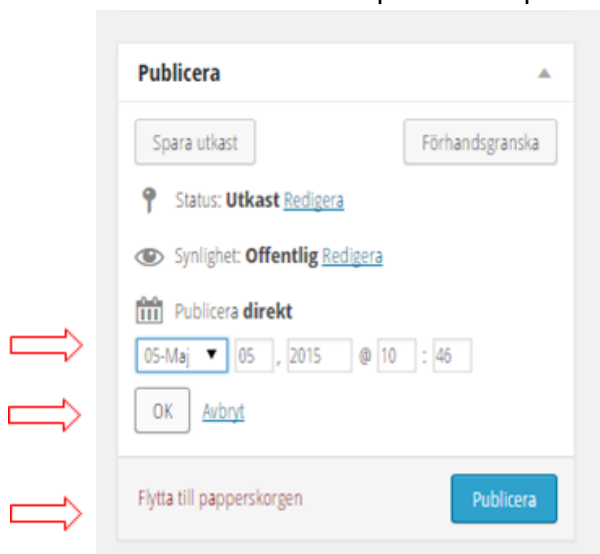 Publicera
Spara utkast Förhandsgranska
Status: Utkast Redigera
Synlighet: Offentlig Redigera
Publicera direkt
05-Maj 05 , 2015 @ 10 : 46
OK Avbryt
Flytta till papperskorgen Publicera